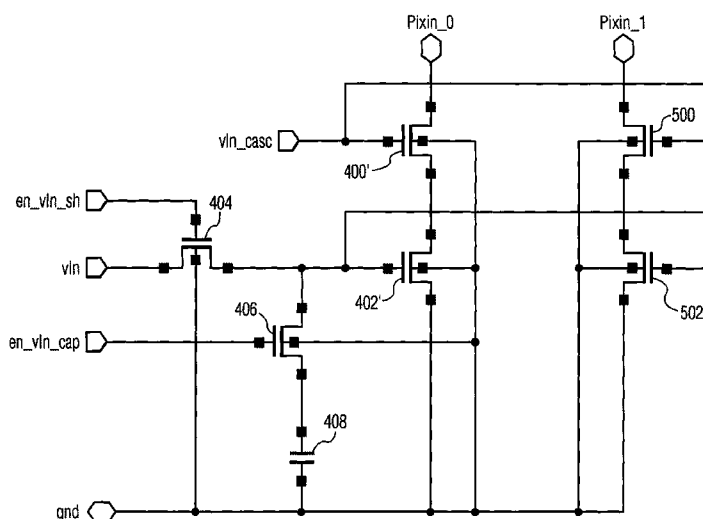 Pixin_0
Pixin_1
vln_casc
400'
500
en_vln_sh
404
vln
402'
502
406
en_vln_cap
408
gnd